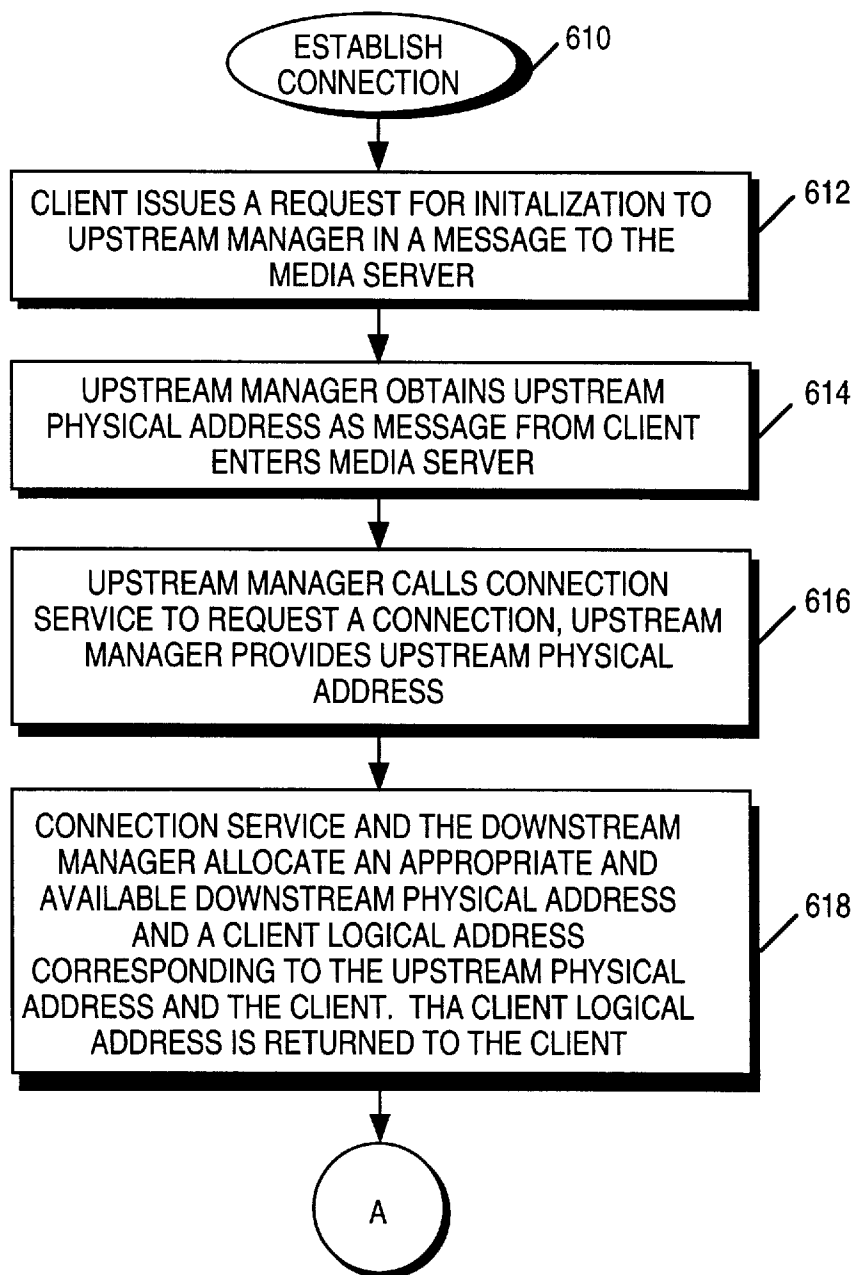 ESTABLISH
CONNECTION
610
CLIENT ISSUES A REQUEST FOR INITALIZATION TO
UPSTREAM MANAGER IN A MESSAGE TO THE
MEDIA SERVER
612
UPSTREAM MANAGER OBTAINS UPSTREAM
PHYSICAL ADDRESS AS MESSAGE FROM CLIENT
ENTERS MEDIA SERVER
614
UPSTREAM MANAGER CALLS CONNECTION
SERVICE TO REQUEST A CONNECTION, UPSTREAM
MANAGER PROVIDES UPSTREAM PHYSICAL
ADDRESS
616
CONNECTION SERVICE AND THE DOWNSTREAM
MANAGER ALLOCATE AN APPROPRIATE AND
AVAILABLE DOWNSTREAM PHYSICAL ADDRESS
AND A CLIENT LOGICAL ADDRESS
CORRESPONDING TO THE UPSTREAM PHYSICAL
ADDRESS AND THE CLIENT. THA CLIENT LOGICAL
ADDRESS IS RETURNED TO THE CLIENT
618
A